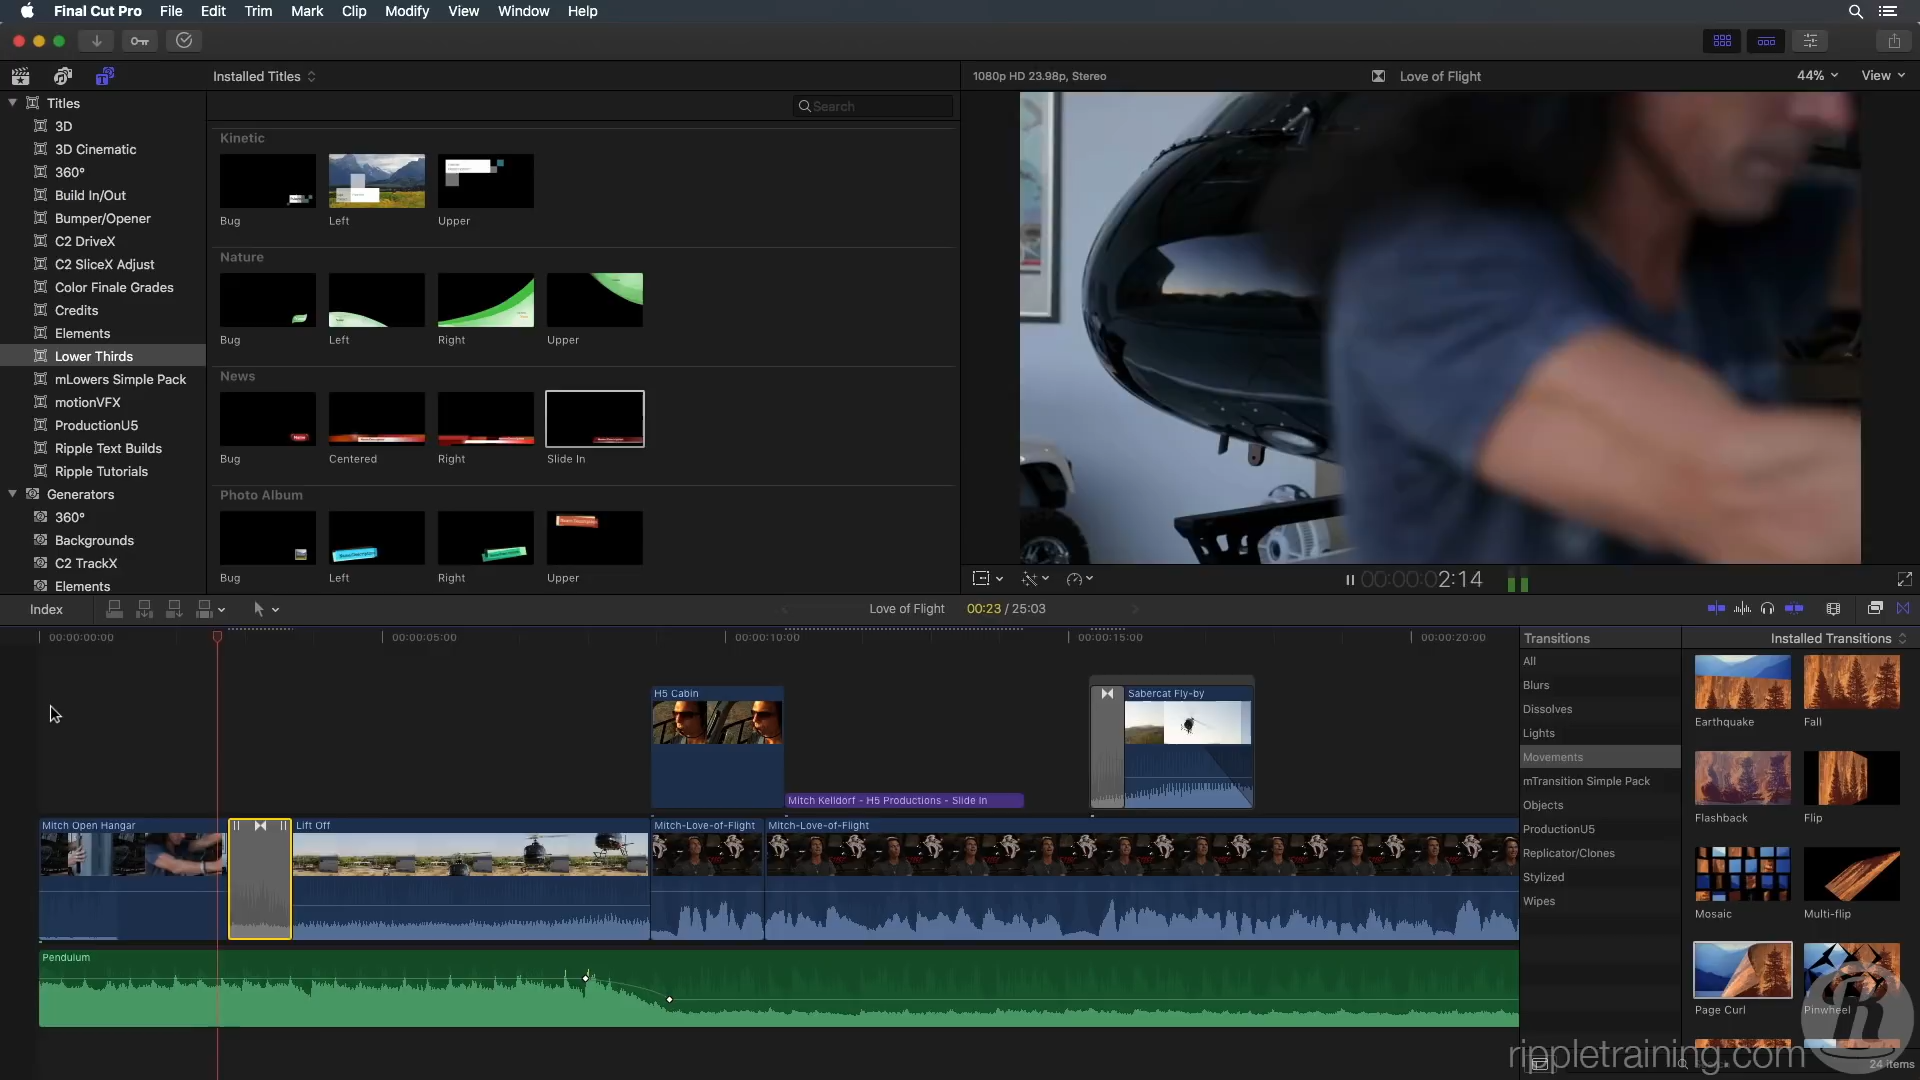 Final Cut Pro File Edit Trim Mark Clip Modify View Window Help
Installed Titles
1080p HD 23.98p, Stereo
Love of Flight
44%
View
Titles
3D
3D Cinematic
360°
Build In/Out
Bumper/Opener
C2 DriveX
C2 SliceX Adjust
Color Finale Grades
Credits
Elements
Lower Thirds
mLowers Simple Pack
motionVFX
ProductionU5
Ripple Text Builds
Ripple Tutorials
Generators
360°
Backgrounds
C2 TrackX
Elements
Search
Kinetic
Bug Left Upper
Nature
Bug Left Right Upper
News
Bug Centered Right Slide In
Photo Album
Bug Left Right Upper
00:00:02:14
Index
Love of Flight 00:23 / 25:03
00:00:00:00 00:00:05:00 00:00:10:00 00:00:15:00 00:00:20:00
H5 Cabin
Sabercat Fly-by
Mitch Kelldorf - H5 Productions - Slide In
Mitch Open Hangar
Lift Off
Mitch-Love-of-Flight
Mitch-Love-of-Flight
Pendulum
Transitions
All
Blurs
Dissolves
Lights
Movements
mTransition Simple Pack
Objects
ProductionU5
Replicator/Clones
Stylized
Wipes
Installed Transitions
Earthquake Fall
Flashback Flip
Mosaic Multi-flip
Page Curl Pinwheel
rippletraining.com
24 items